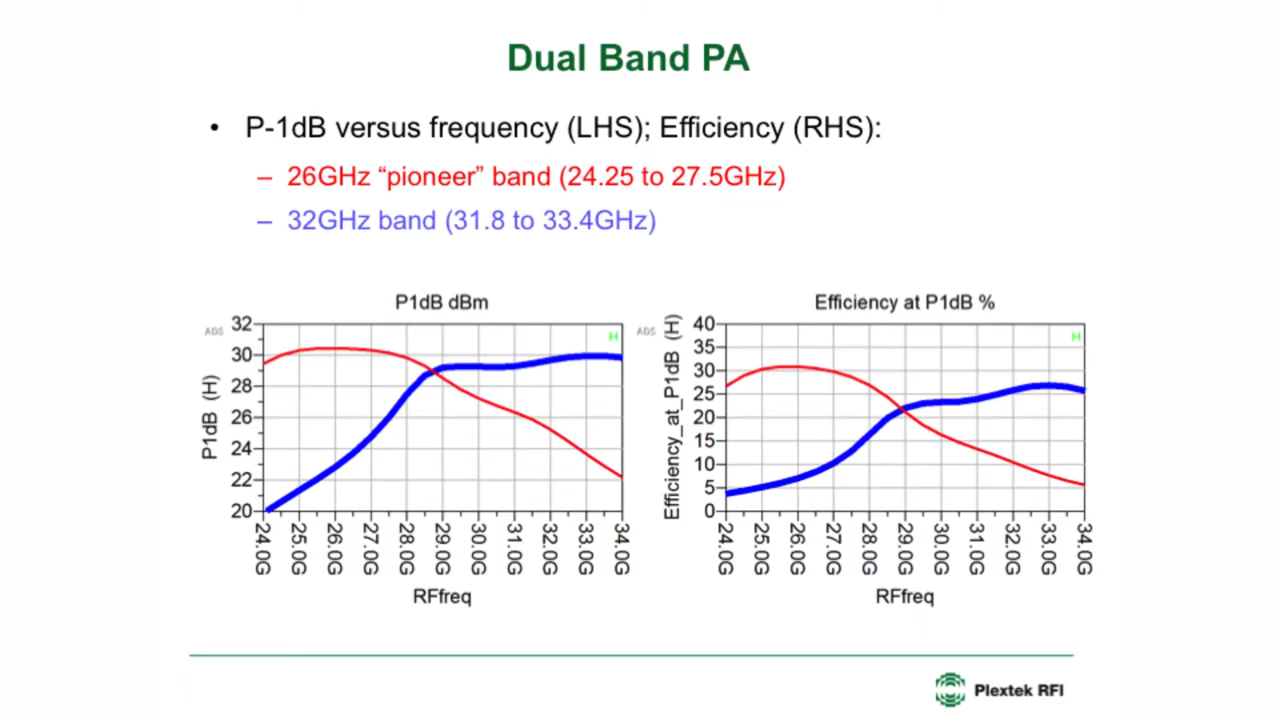 Dual Band PA
• P-1dB versus frequency (LHS); Efficiency (RHS):
– 26GHz “pioneer” band (24.25 to 27.5GHz)
– 32GHz band (31.8 to 33.4GHz)
P1dB dBm
ADS
H
32
30
28
26
24
22
20
P1dB (H)
24.0G 25.0G 26.0G 27.0G 28.0G 29.0G 30.0G 31.0G 32.0G 33.0G 34.0G
RFfreq
Efficiency at P1dB %
ADS
H
40
35
30
25
20
15
10
5
0
Efficiency_at_P1dB (H)
24.0G 25.0G 26.0G 27.0G 28.0G 29.0G 30.0G 31.0G 32.0G 33.0G 34.0G
RFfreq
Plextek RFI